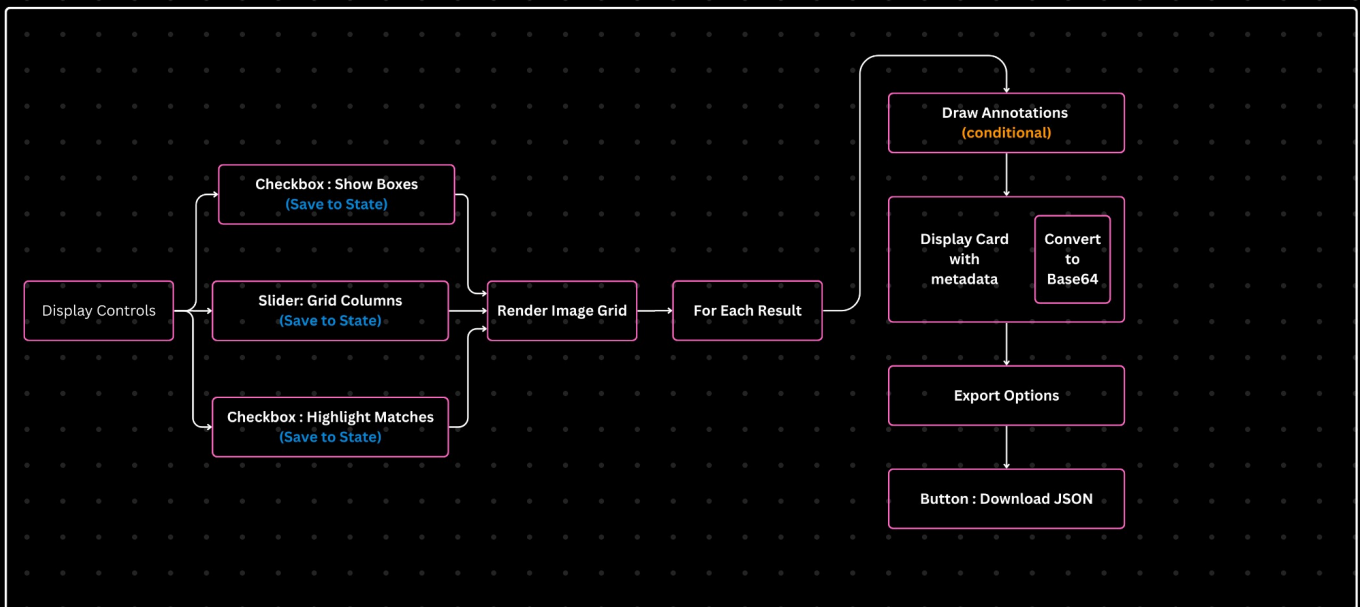 Display Controls
Checkbox : Show Boxes
(Save to State)
Slider: Grid Columns
(Save to State)
Checkbox : Highlight Matches
(Save to State)
Render Image Grid
For Each Result
Draw Annotations
(conditional)
Display Card
with
metadata
Convert
to
Base64
Export Options
Button : Download JSON